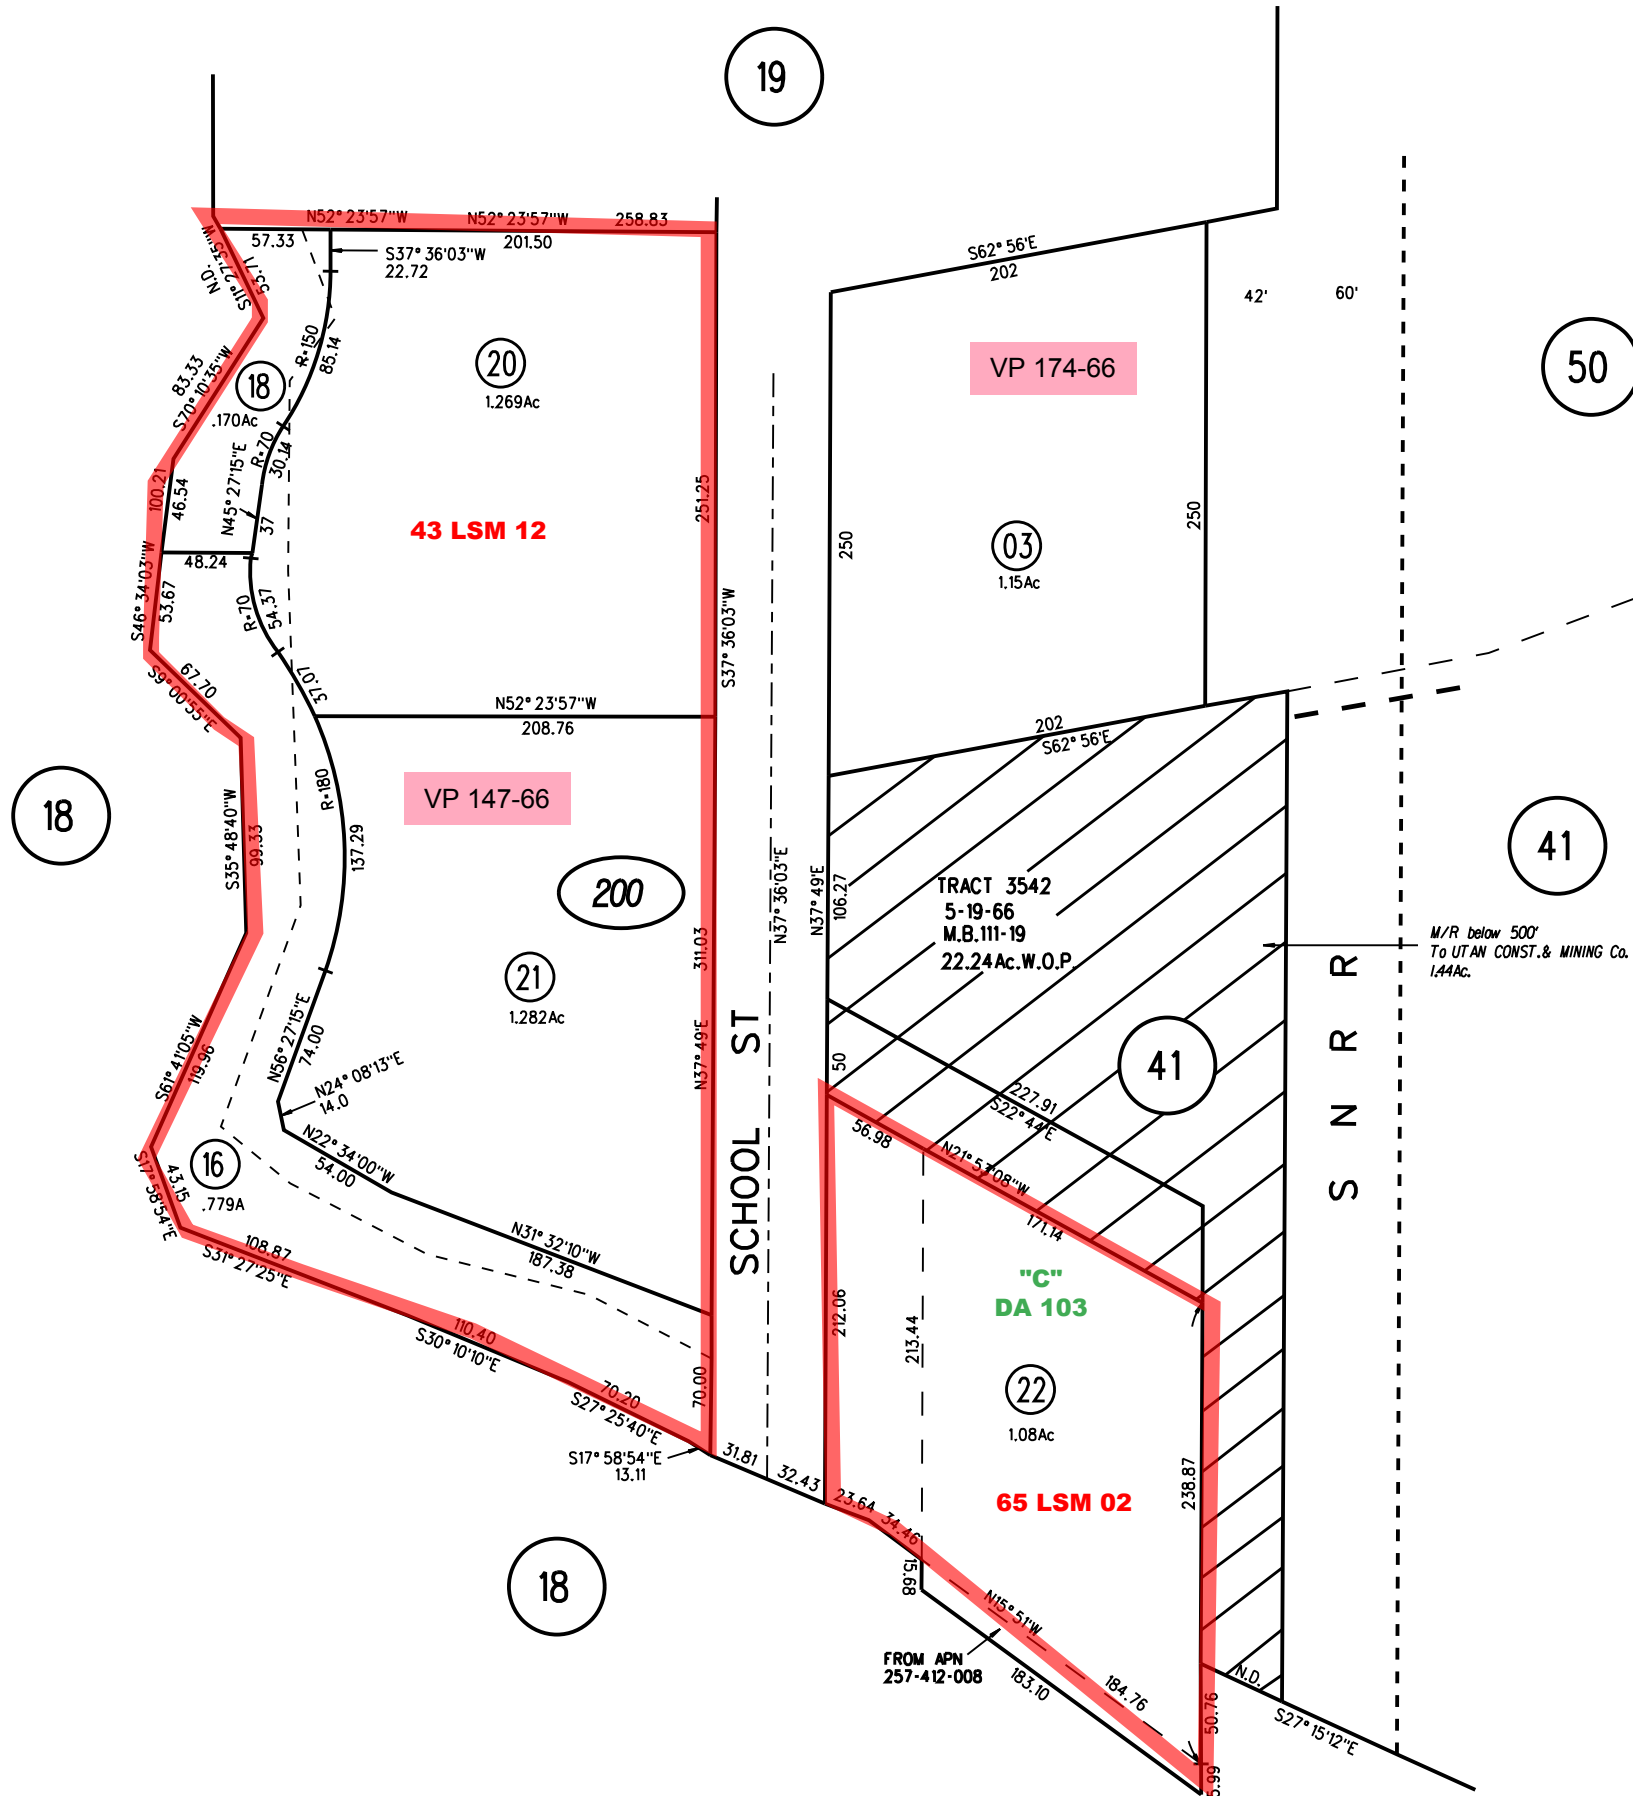 19
N52° 23'57"W
N52° 23'57"W
258.83
57.33
201.50
S37° 36'03"W
22.72
N.D.
S11° 27'35"W
53.71
S62° 56'E
202
42'
60'
83.33
S70° 10'35"W
18
.170Ac
R=150
85.14
20
1.269Ac
VP 174-66
50
R=70
30.14
N45° 27'15"E
37
100.21
46.54
251.25
43 LSM 12
250
250
03
1.15Ac
48.24
S46° 34'03"W
53.67
R=70
54.37
S37° 36'03"W
67.70
S9° 00'55"E
37.07
N52° 23'57"W
208.76
202
S62° 56'E
18
R=180
VP 147-66
S35° 48'40"W
99.33
137.29
200
N37° 36'03"E
N37° 49'E
106.27
TRACT 3542
5-19-66
M.B.111-19
22.24Ac.W.O.P.
41
M/R below 500'
To UTAN CONST.& MINING Co.
1.44Ac.
311.03
21
1.282Ac
S61° 41'05"W
119.96
N56° 27'15"E
74.00
N24° 08'13"E
14.0
N37° 49'E
SCHOOL ST
50
41
S N R R
227.91
S22° 44'E
N22° 34'00"W
54.00
56.98
N21° 53'08"W
171.14
16
.779A
43.15
S17° 58'54"E
N31° 32'10"W
187.38
108.87
S31° 27'25"E
"C"
DA 103
212.06
213.44
110.40
S30° 10'10"E
22
1.08Ac
70.00
70.20
S27° 25'40"E
S17° 58'54"E
13.11
31.81
32.43
23.64
34.46
65 LSM 02
238.87
18
15.68
N15° 51'W
FROM APN
257-412-008
183.10
184.76
N.D.
50.76
S27° 15'12"E
5.99